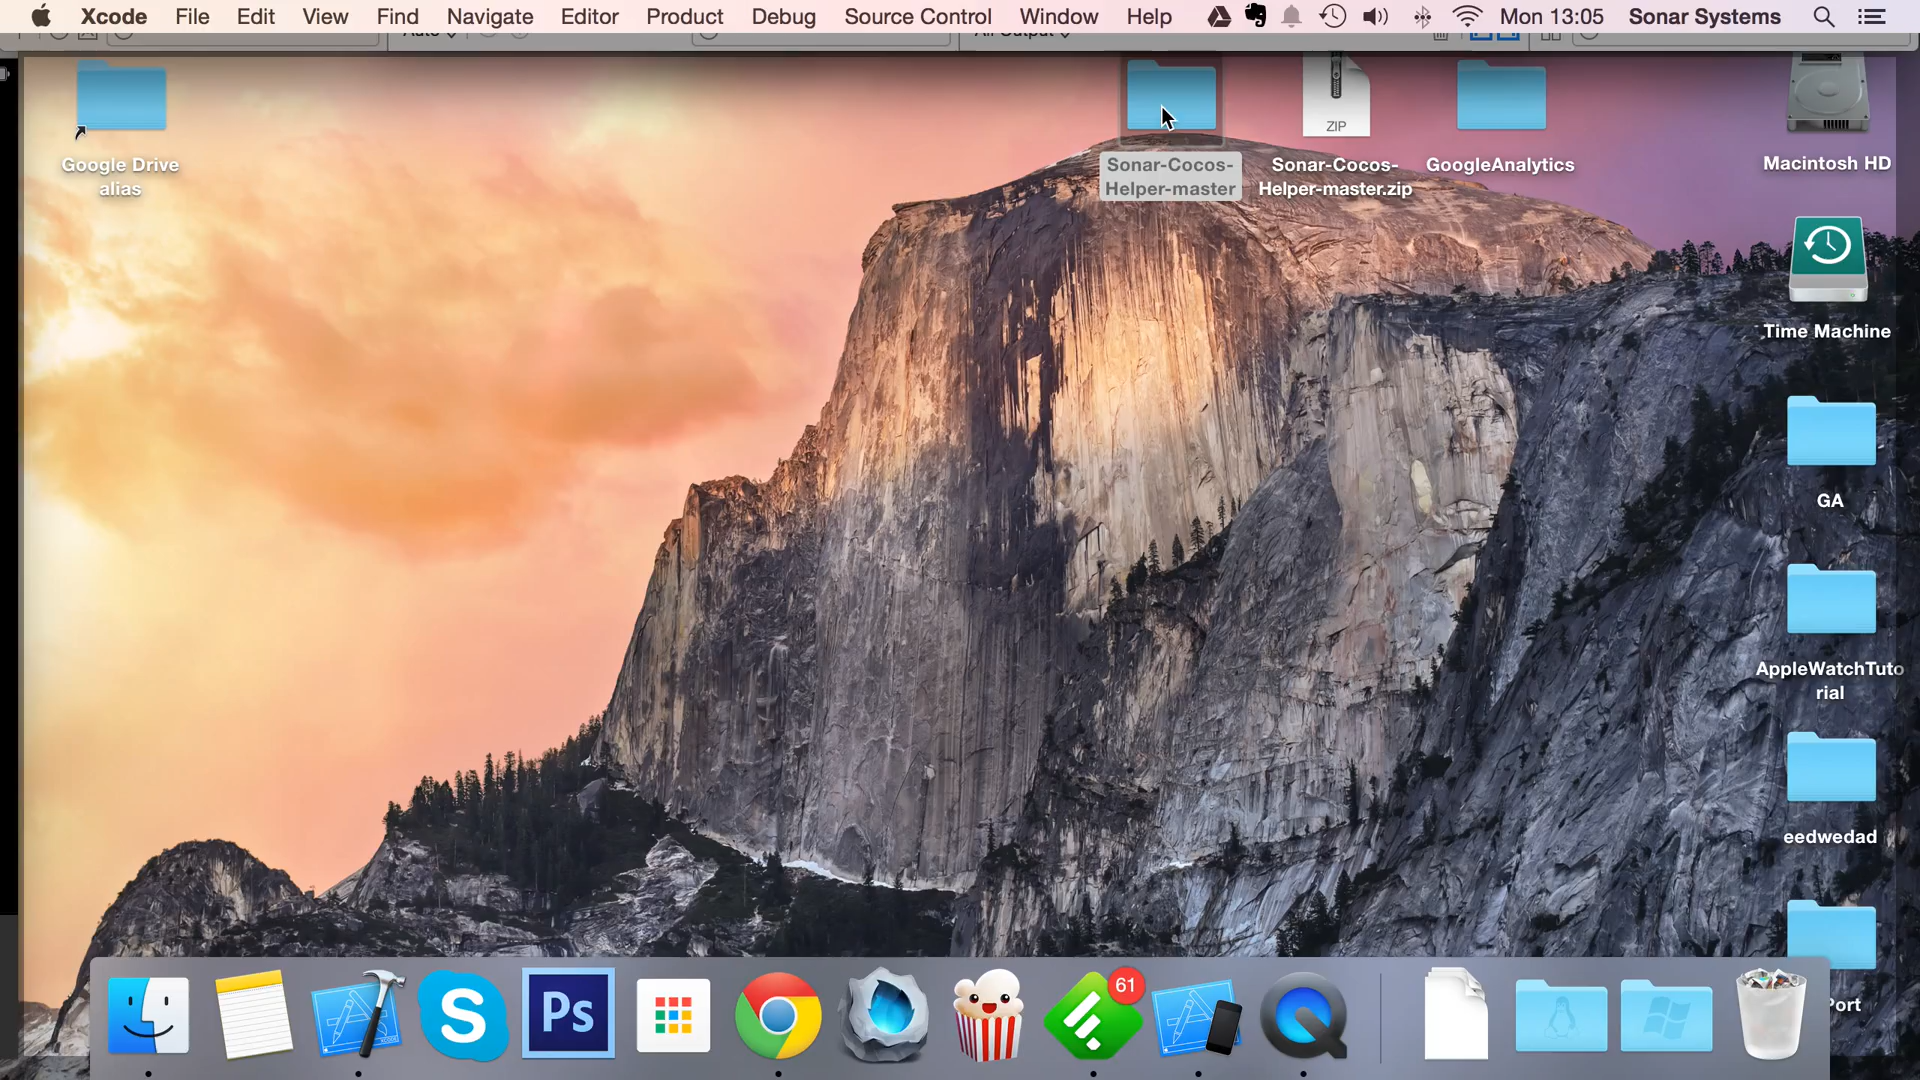 Xcode File Edit View Find Navigate Editor Product Debug Source Control Window Help Mon 13:05 Sonar Systems
Google Drive
alias
Sonar-Cocos-
Helper-master
ZIP
Sonar-Cocos-
Helper-master.zip
GoogleAnalytics
Macintosh HD
Time Machine
GA
AppleWatchTuto
rial
eedwedad
Port
Ps
61